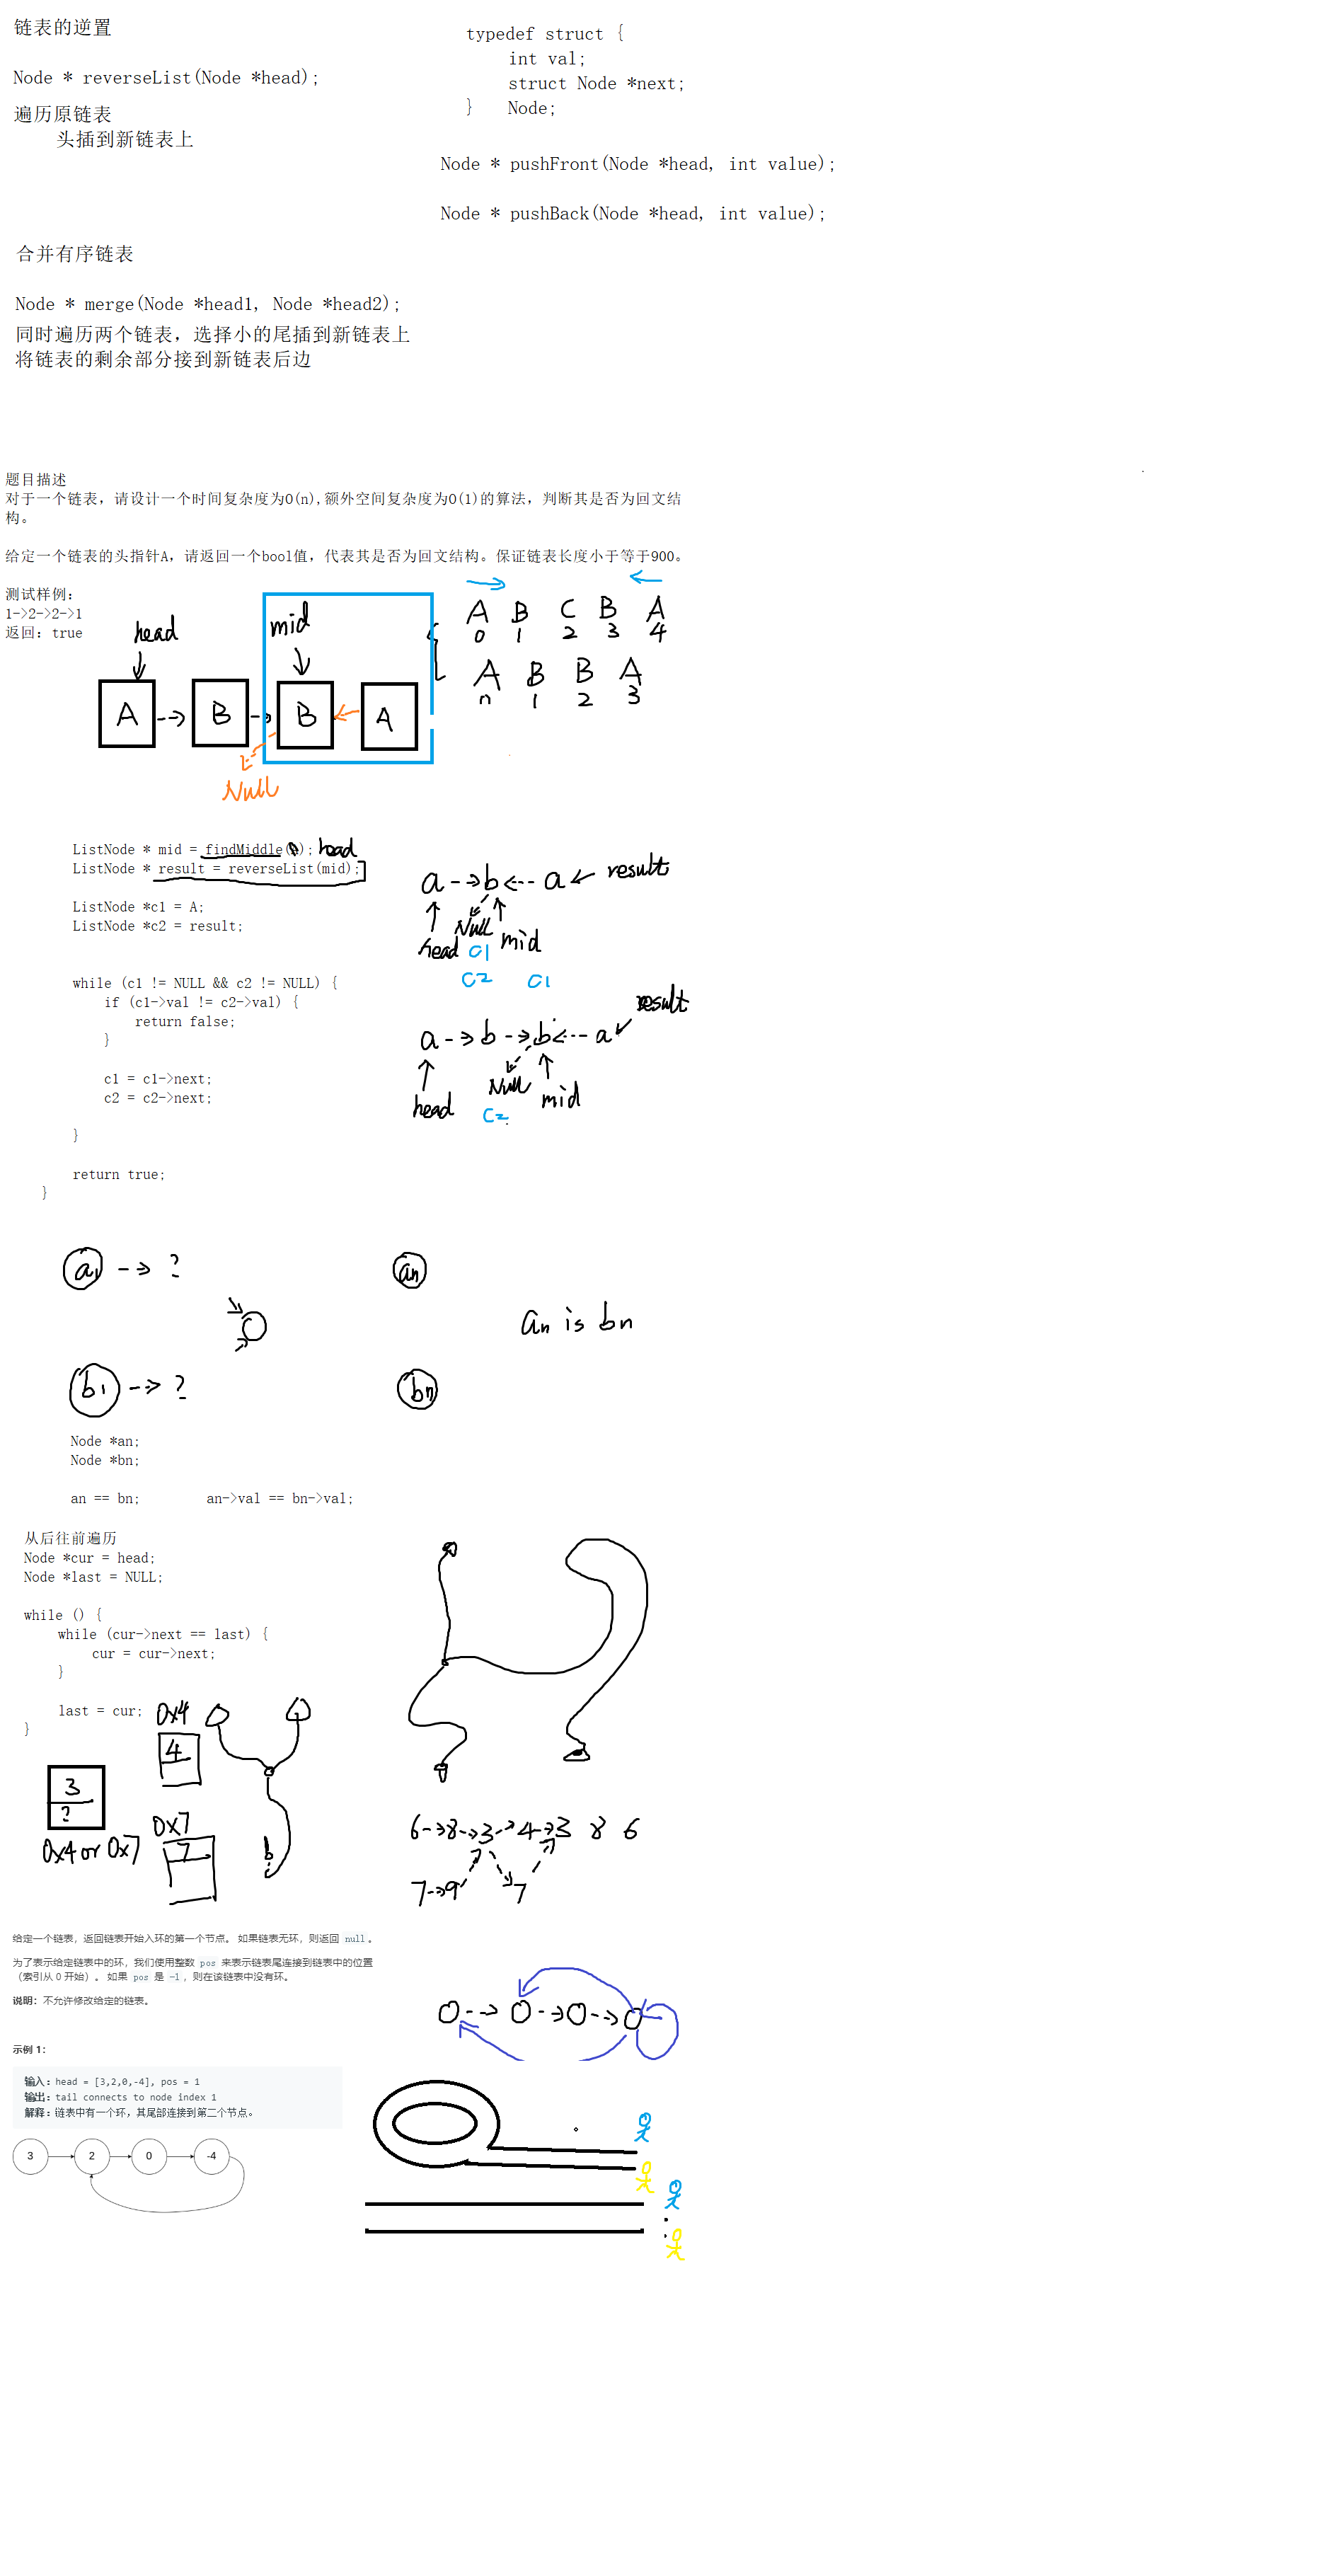 链表的逆置
Node * reverseList(Node *head);
遍历原链表
头插到新链表上
typedef struct {
int val;
struct Node *next;
} Node;
Node * pushFront(Node *head, int value);
Node * pushBack(Node *head, int value);
合并有序链表
Node * merge(Node *head1, Node *head2);
同时遍历两个链表，选择小的尾插到新链表上
将链表的剩余部分接到新链表后边
题目描述
对于一个链表，请设计一个时间复杂度为O(n),额外空间复杂度为O(1)的算法，判断其是否为回文结
构。
给定一个链表的头指针A，请返回一个bool值，代表其是否为回文结构。保证链表长度小于等于900。
测试样例：
1->2->2->1
返回：true
head
mid
A B B A
Null
A B C B A
0 1 2 3 4
A B B A
1 2 3
ListNode * mid = findMiddle( ); head
ListNode * result = reverseList(mid);
ListNode *c1 = A;
ListNode *c2 = result;
while (c1 != NULL && c2 != NULL) {
if (c1->val != c2->val) {
return false;
}
c1 = c1->next;
c2 = c2->next;
}
return true;
}
a b a result
Null
head mid
C1
C2 C1
result
a b b a
Null
head mid
C2
a1 ? an
an is bn
b1 ? bn
Node *an;
Node *bn;
an == bn; an->val == bn->val;
从后往前遍历
Node *cur = head;
Node *last = NULL;
while () {
while (cur->next == last) {
cur = cur->next;
}
last = cur;
}
0x4
4
3
?
0x4 or 0x7
0x7
7
6 8 3 4 3 8 6
7 9 7
给定一个链表，返回链表开始入环的第一个节点。 如果链表无环，则返回 null 。
为了表示给定链表中的环，我们使用整数 pos 来表示链表尾连接到链表中的位置
（索引从 0 开始）。 如果 pos 是 -1 ，则在该链表中没有环。
说明：不允许修改给定的链表。
示例 1：
输入：head = [3,2,0,-4], pos = 1
输出：tail connects to node index 1
解释：链表中有一个环，其尾部连接到第二个节点。
3 2 0 -4